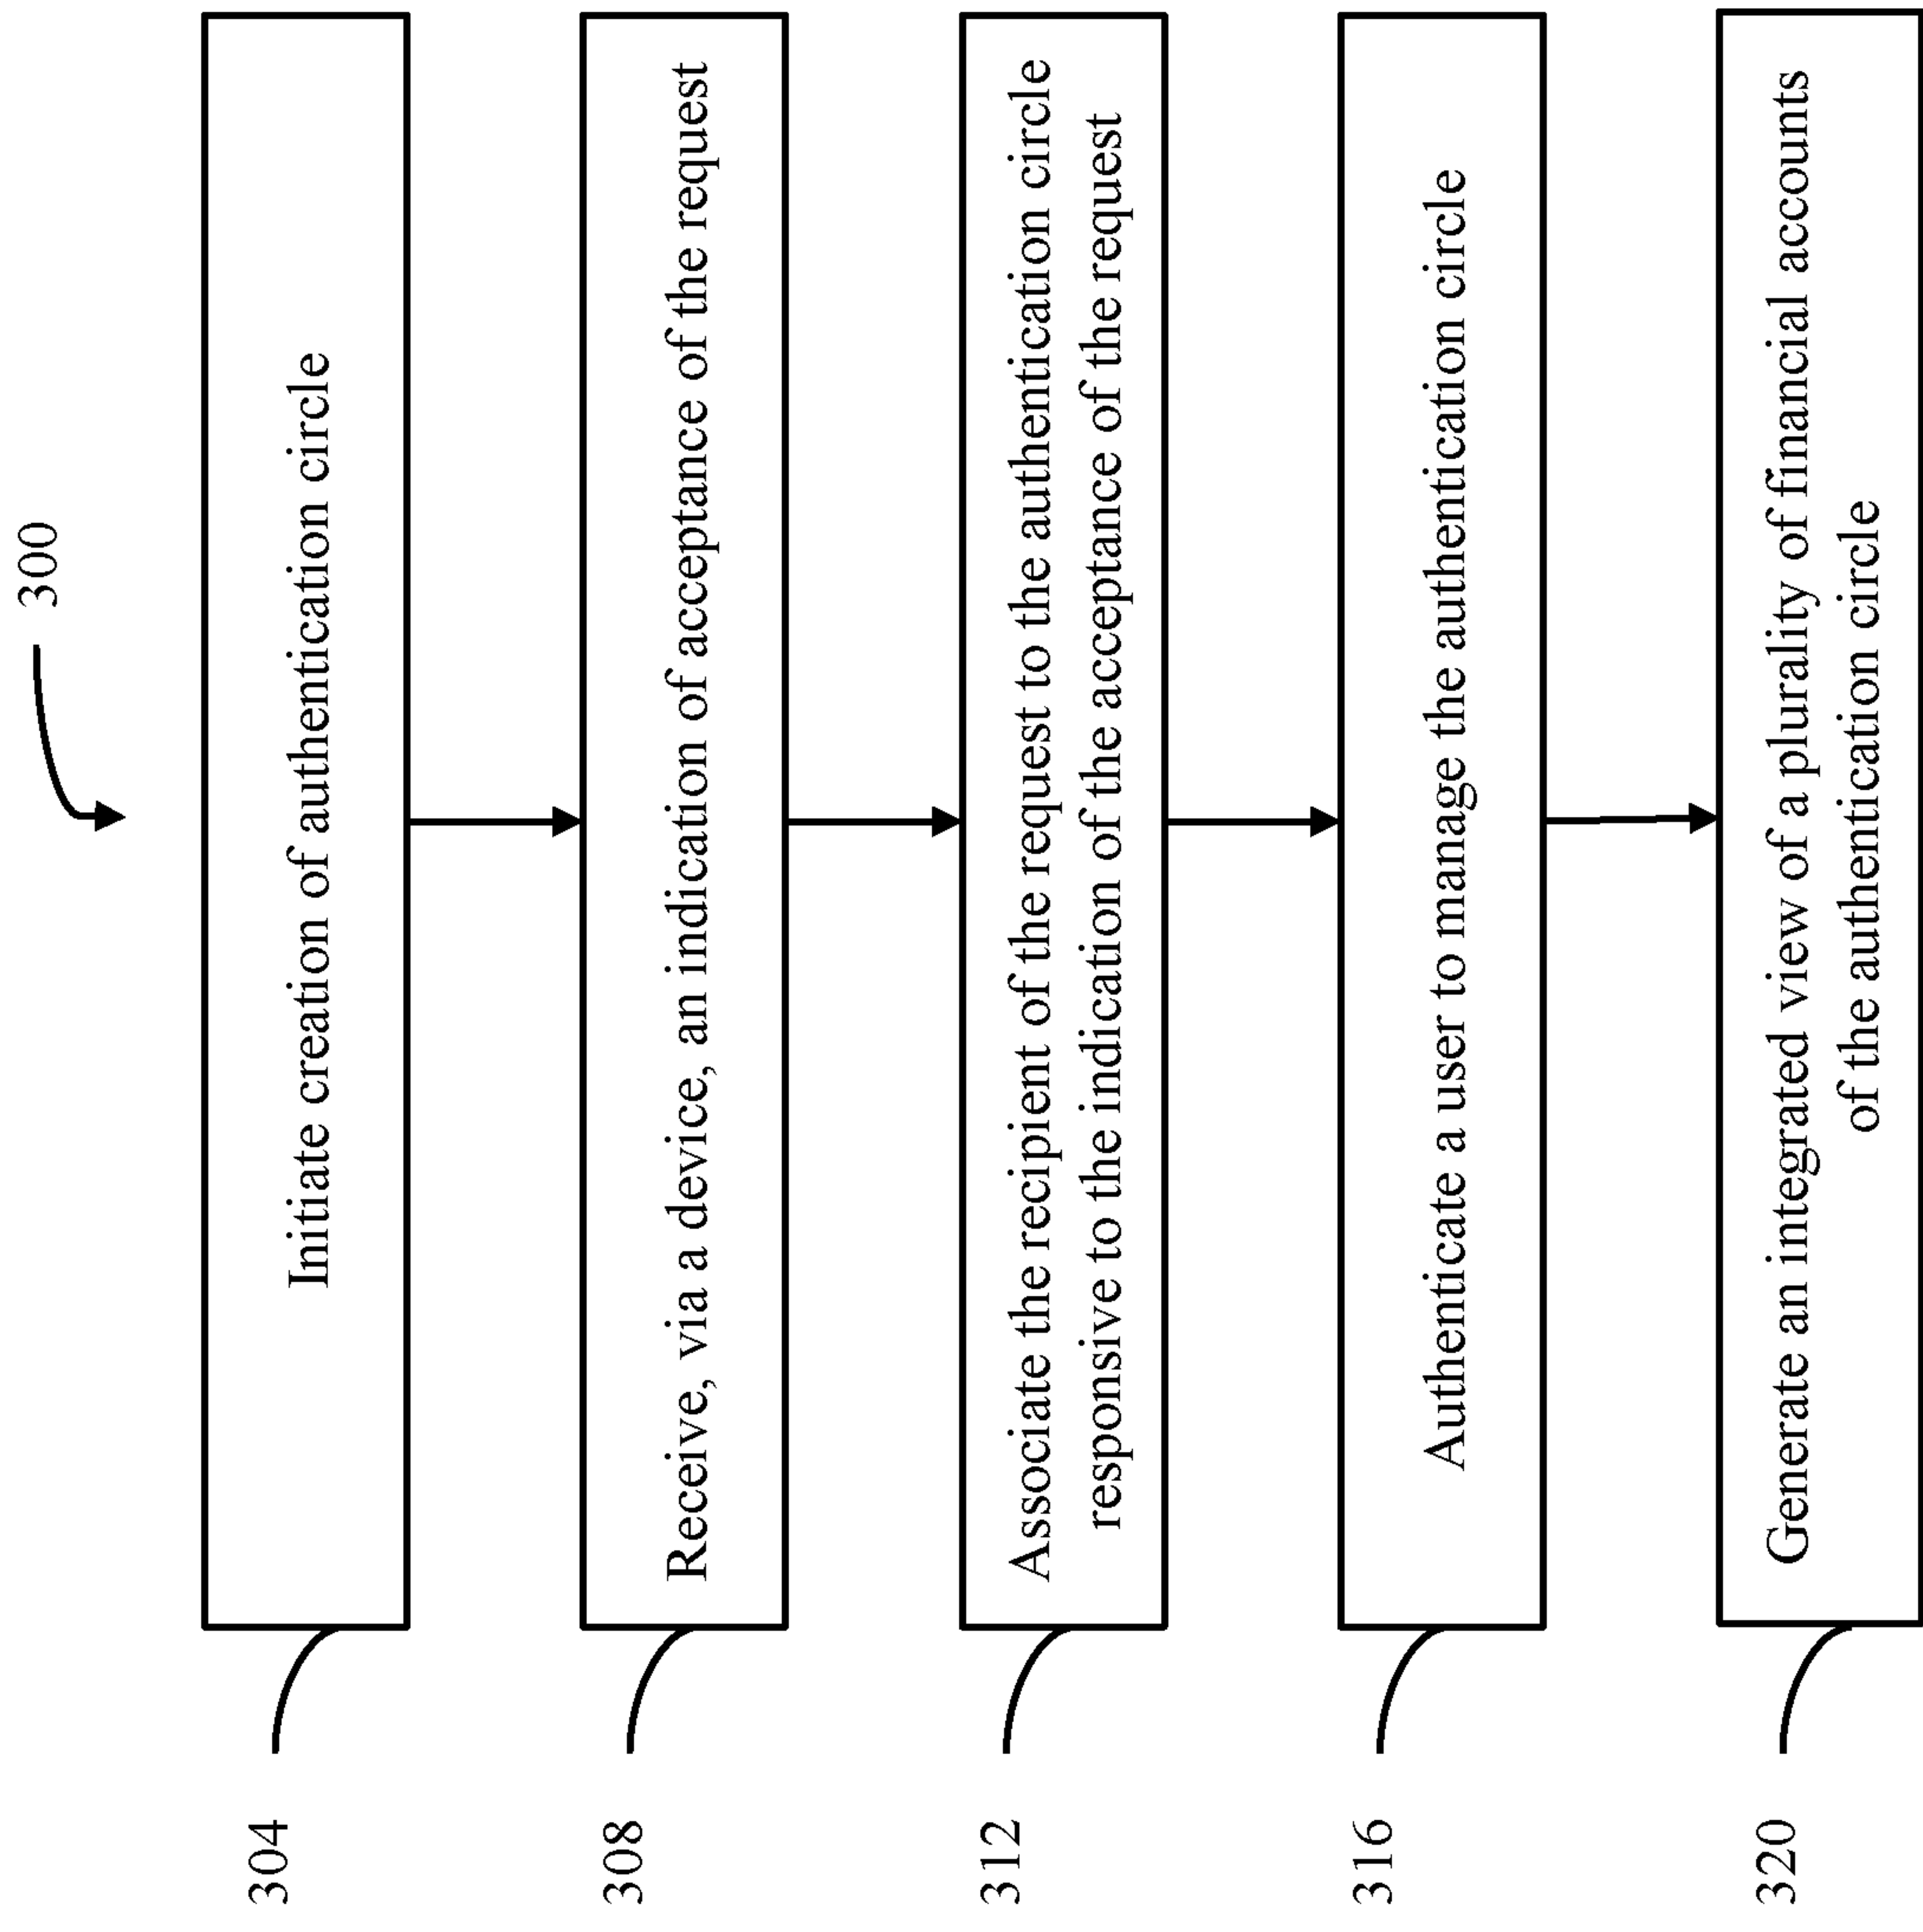 300
304
Initiate creation of authentication circle
308
Receive, via a device, an indication of acceptance of the request
312
Associate the recipient of the request to the authentication circle
responsive to the indication of the acceptance of the request
316
Authenticate a user to manage the authentication circle
320
Generate an integrated view of a plurality of financial accounts
of the authentication circle